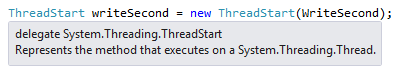 ThreadStart writeSecond = new ThreadStart(WriteSecond);
delegate System.Threading.ThreadStart
Represents the method that executes on a System.Threading.Thread.